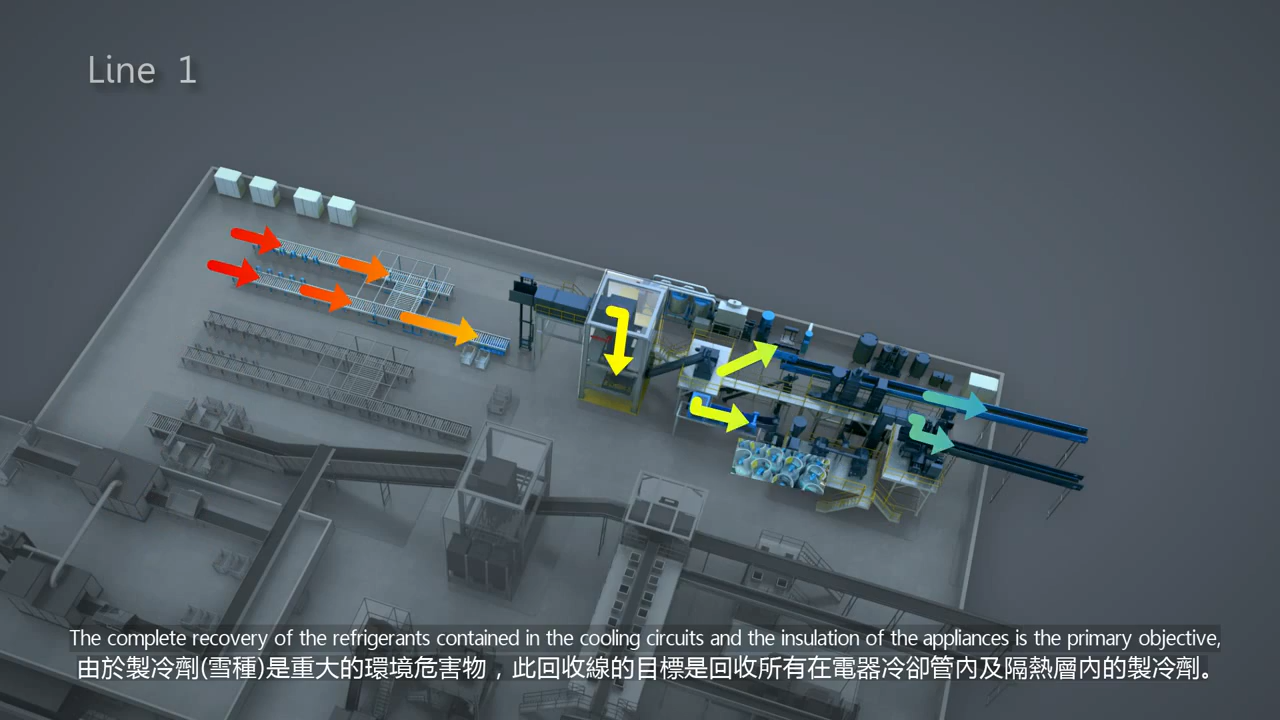 Line 1
The complete recovery of the refrigerants contained in the cooling circuits and the insulation of the appliances is the primary objective,
由於製冷劑(雪種)是重大的環境危害物，此回收線的目標是回收所有在電器冷卻管內及隔熱層內的製冷劑。